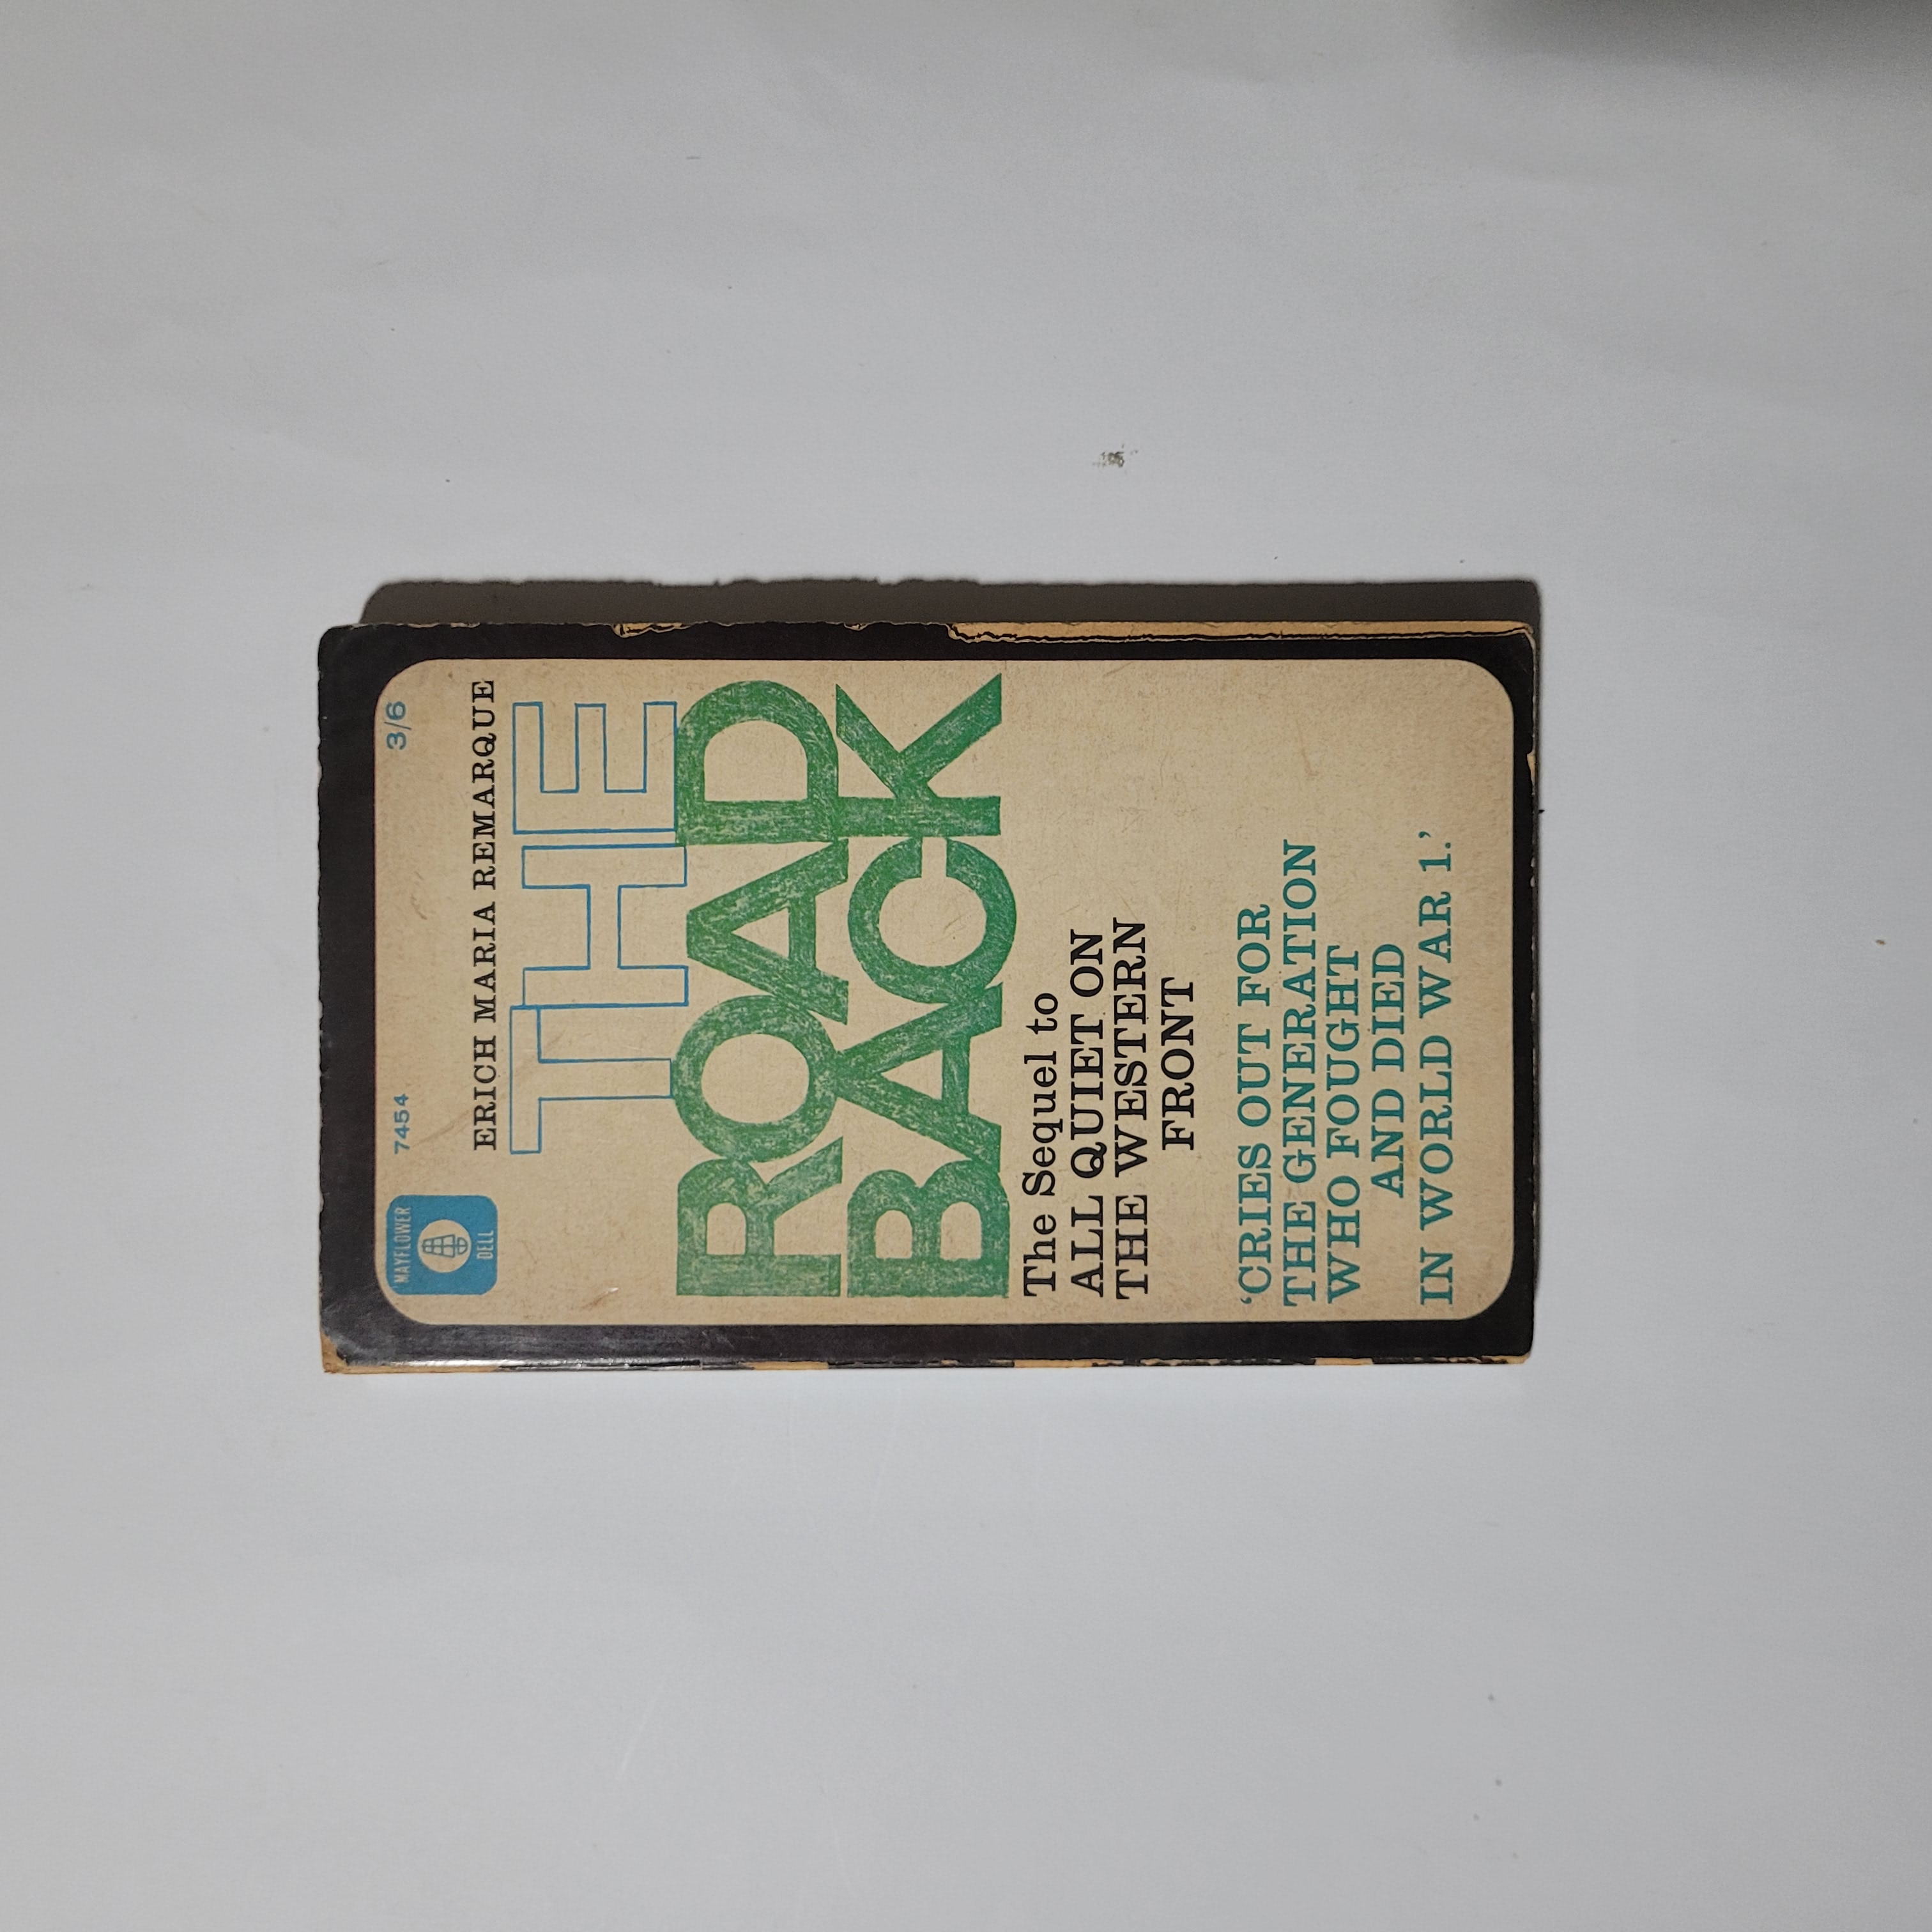 MAYFLOWER
DELL
7454
3/6
ERICH MARIA REMARQUE
THE
ROAD
BACK
The Sequel to
ALL QUIET ON
THE WESTERN
FRONT
‘CRIES OUT FOR
THE GENERATION
WHO FOUGHT
AND DIED
IN WORLD WAR 1.’